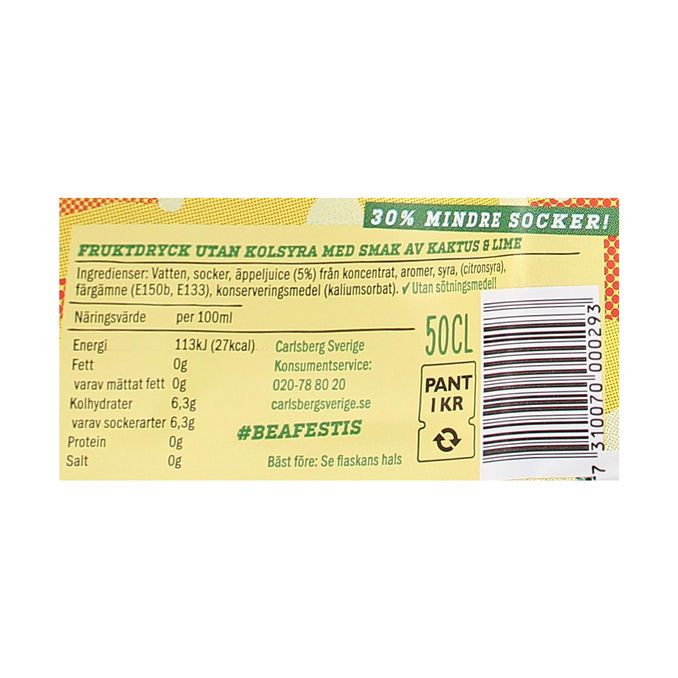 30% MINDRE SOCKER!
FRUKTDRYCK UTAN KOLSYRA MED SMAK AV KAKTUS & LIME
Ingredienser: Vatten, socker, äppeljuice (5%) från koncentrat, aromer, syra, (citronsyra),
färgämne (E150b, E133), konserveringsmedel (kaliumsorbat). ✓ Utan sötningsmedel!
Näringsvärde per 100ml
Energi 113kJ (27kcal)
Fett 0g
varav mättat fett 0g
Kolhydrater 6,3g
varav sockerarter 6,3g
Protein 0g
Salt 0g
Carlsberg Sverige
Konsumentservice:
020-78 80 20
carlsbergsverige.se
#BEAFESTIS
Bäst före: Se flaskans hals
50CL
PANT
1 KR
7 310070 000293